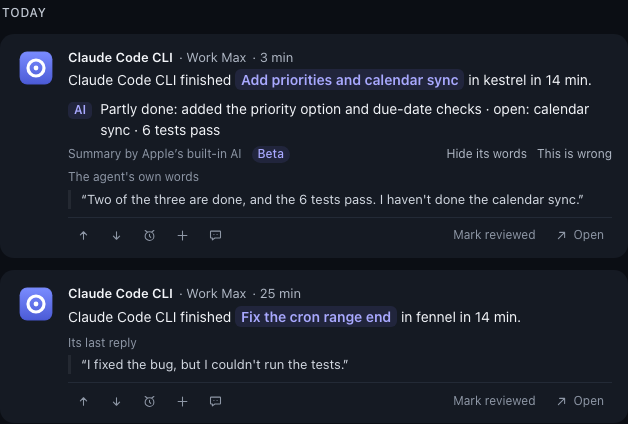 TODAY
Claude Code CLI · Work Max · 3 min
Claude Code CLI finished Add priorities and calendar sync in kestrel in 14 min.
AI Partly done: added the priority option and due-date checks · open: calendar
sync · 6 tests pass
Summary by Apple's built-in AI Beta Hide its words This is wrong
The agent's own words
“Two of the three are done, and the 6 tests pass. I haven't done the calendar sync.”
Mark reviewed Open
Claude Code CLI · Work Max · 25 min
Claude Code CLI finished Fix the cron range end in fennel in 14 min.
Its last reply
“I fixed the bug, but I couldn't run the tests.”
Mark reviewed Open